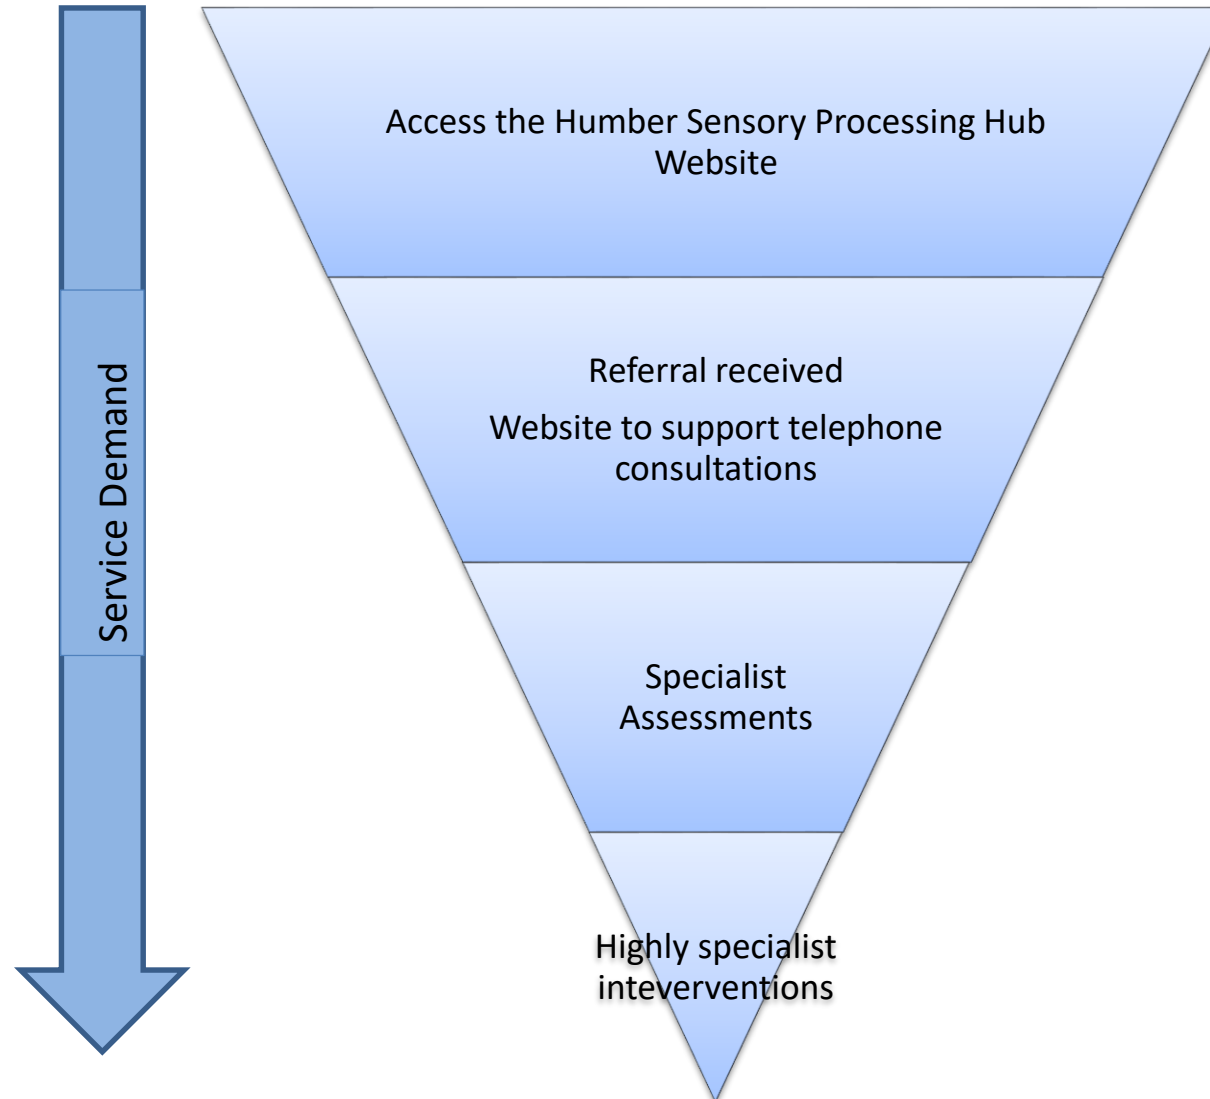 Access the Humber Sensory Processing Hub
Website
Referral received
Website to support telephone
consultations
Service Demand
Specialist
Assessments
Highly specialist
inteverventions